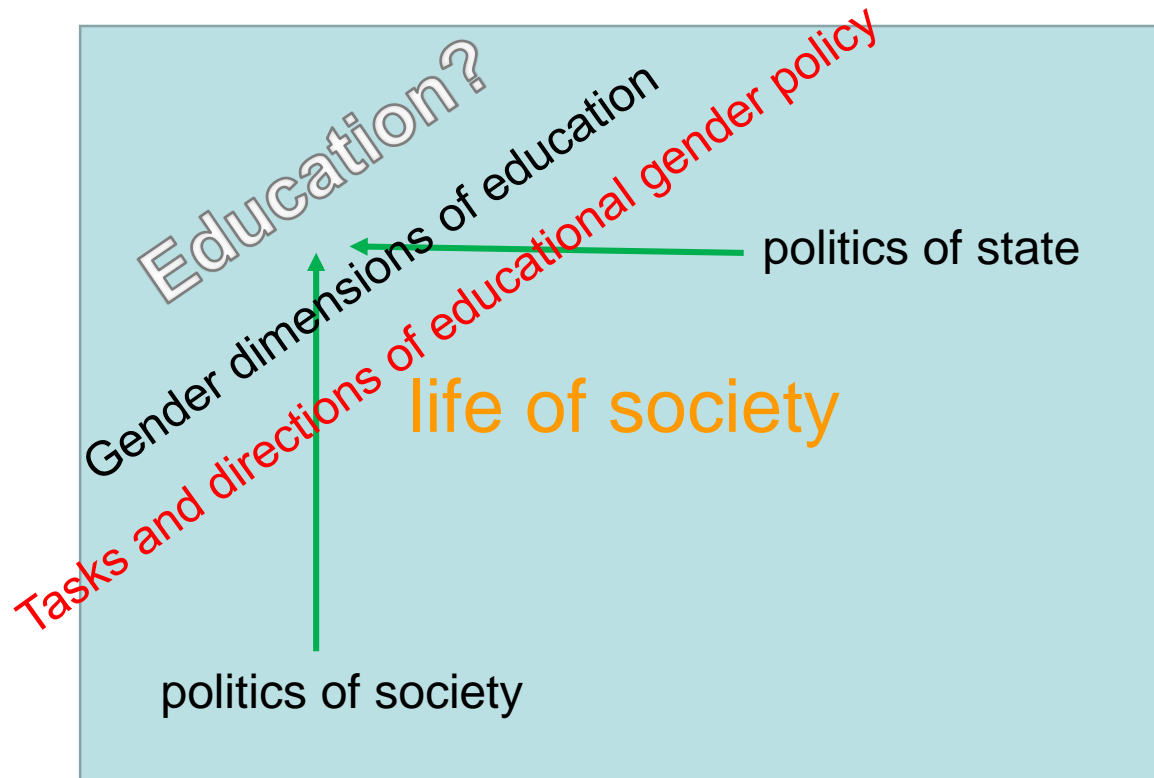 Education?
Gender dimensions of education
Tasks and directions of educational gender policy
politics of state
life of society
politics of society